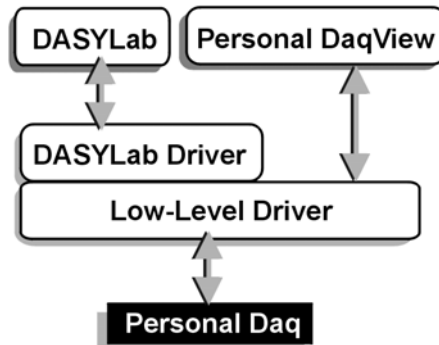 DASYLab
Personal DaqView
DASYLab Driver
Low-Level Driver
Personal Daq